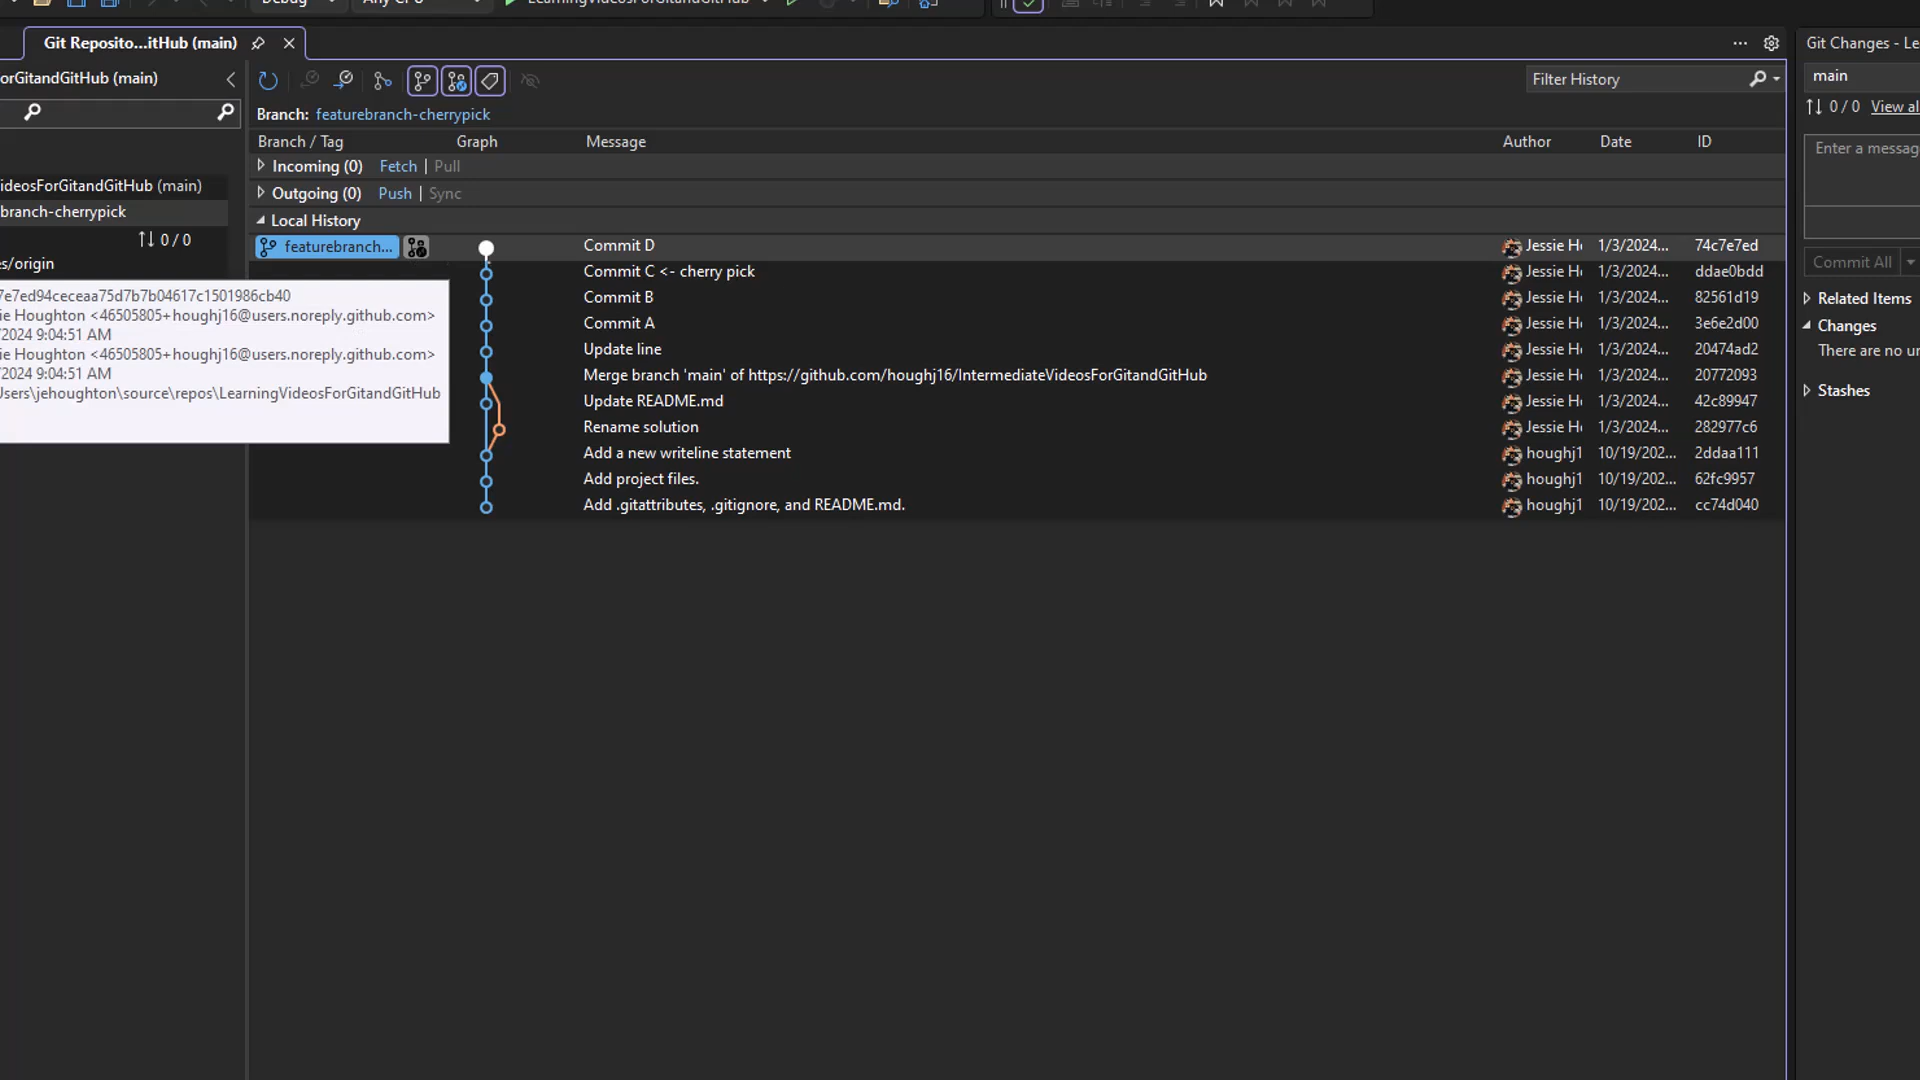 Git Reposito...itHub (main)
Git Changes - Le
orGitandGitHub (main)
Filter History
main
0 / 0 View al
Branch: featurebranch-cherrypick
Branch / Tag Graph Message Author Date ID
Enter a message
Incoming (0) Fetch | Pull
ideosForGitandGitHub (main)
Outgoing (0) Push | Sync
branch-cherrypick
Local History
0 / 0
featurebranch... Commit D Jessie H 1/3/2024... 74c7e7ed
es/origin
Commit All
Commit C <- cherry pick Jessie H 1/3/2024... ddae0bdd
7e7ed94ceceaa75d7b7b04617c1501986cb40
Commit B Jessie H 1/3/2024... 82561d19
Related Items
ie Houghton <46505805+houghj16@users.noreply.github.com>
Commit A Jessie H 1/3/2024... 3e6e2d00
Changes
/2024 9:04:51 AM
Update line Jessie H 1/3/2024... 20474ad2
There are no un
ie Houghton <46505805+houghj16@users.noreply.github.com>
/2024 9:04:51 AM
Merge branch 'main' of https://github.com/houghj16/IntermediateVideosForGitandGitHub Jessie H 1/3/2024... 20772093
Stashes
Users\jehoughton\source\repos\LearningVideosForGitandGitHub
Update README.md Jessie H 1/3/2024... 42c89947
Rename solution Jessie H 1/3/2024... 282977c6
Add a new writeline statement houghj1 10/19/202... 2ddaa111
Add project files. houghj1 10/19/202... 62fc9957
Add .gitattributes, .gitignore, and README.md. houghj1 10/19/202... cc74d040